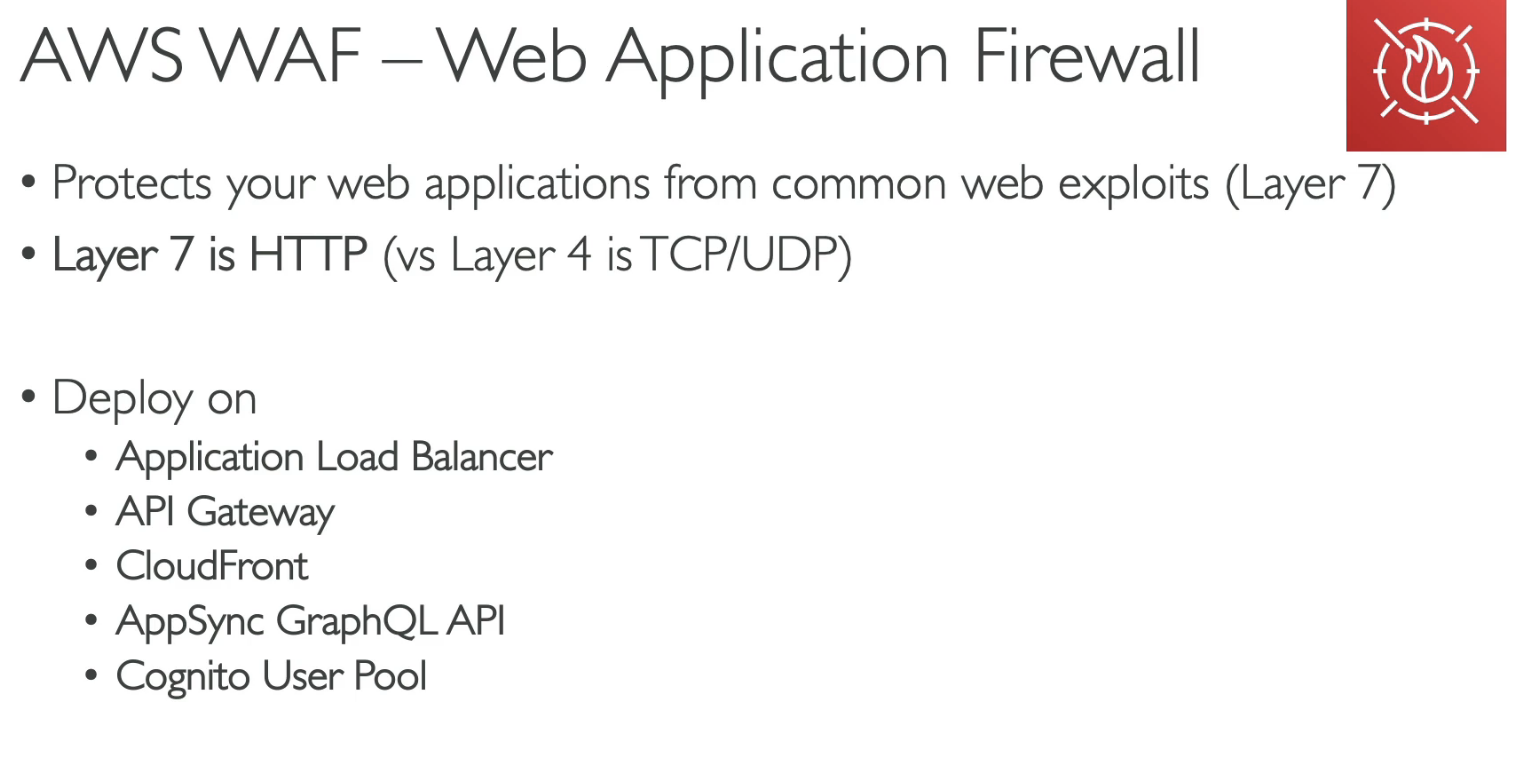 AWS WAF – Web Application Firewall
• Protects your web applications from common web exploits (Layer 7)
• Layer 7 is HTTP (vs Layer 4 is TCP/UDP)
• Deploy on
• Application Load Balancer
• API Gateway
• CloudFront
• AppSync GraphQL API
• Cognito User Pool